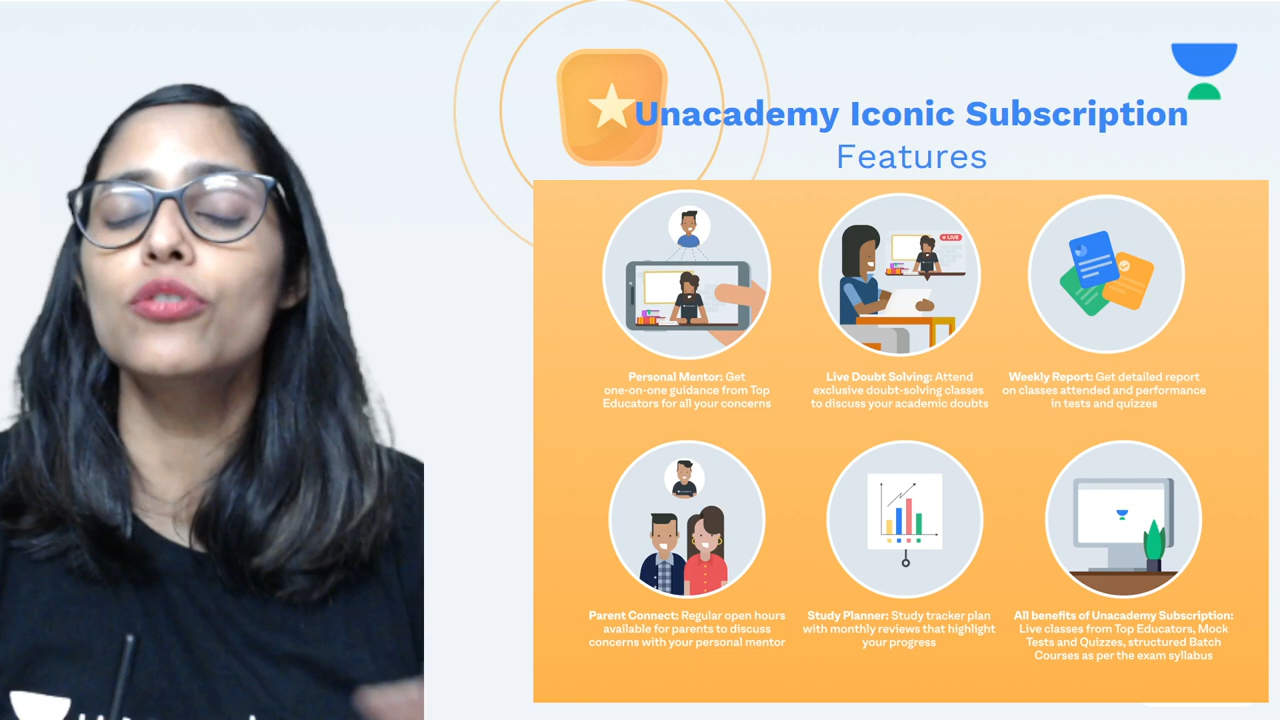 Unacademy Iconic Subscription
Features
LIVE
Personal Mentor: Get
one-on-one guidance from Top
Educators for all your concerns
Live Doubt Solving: Attend
exclusive doubt-solving classes
to discuss your academic doubts
Weekly Report: Get detailed report
on classes attended and performance
in tests and quizzes
Parent Connect: Regular open hours
available for parents to discuss
concerns with your personal mentor
Study Planner: Study tracker plan
with monthly reviews that highlight
your progress
All benefits of Unacademy Subscription:
Live classes from Top Educators, Mock
Tests and Quizzes, structured Batch
Courses as per the exam syllabus